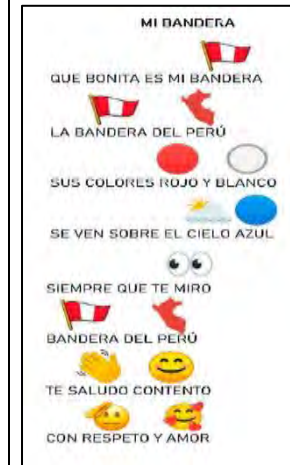 MI BANDERA
QUE BONITA ES MI BANDERA
LA BANDERA DEL PERÚ
SUS COLORES ROJO Y BLANCO
SE VEN SOBRE EL CIELO AZUL
SIEMPRE QUE TE MIRO
BANDERA DEL PERÚ
TE SALUDO CONTENTO
CON RESPETO Y AMOR